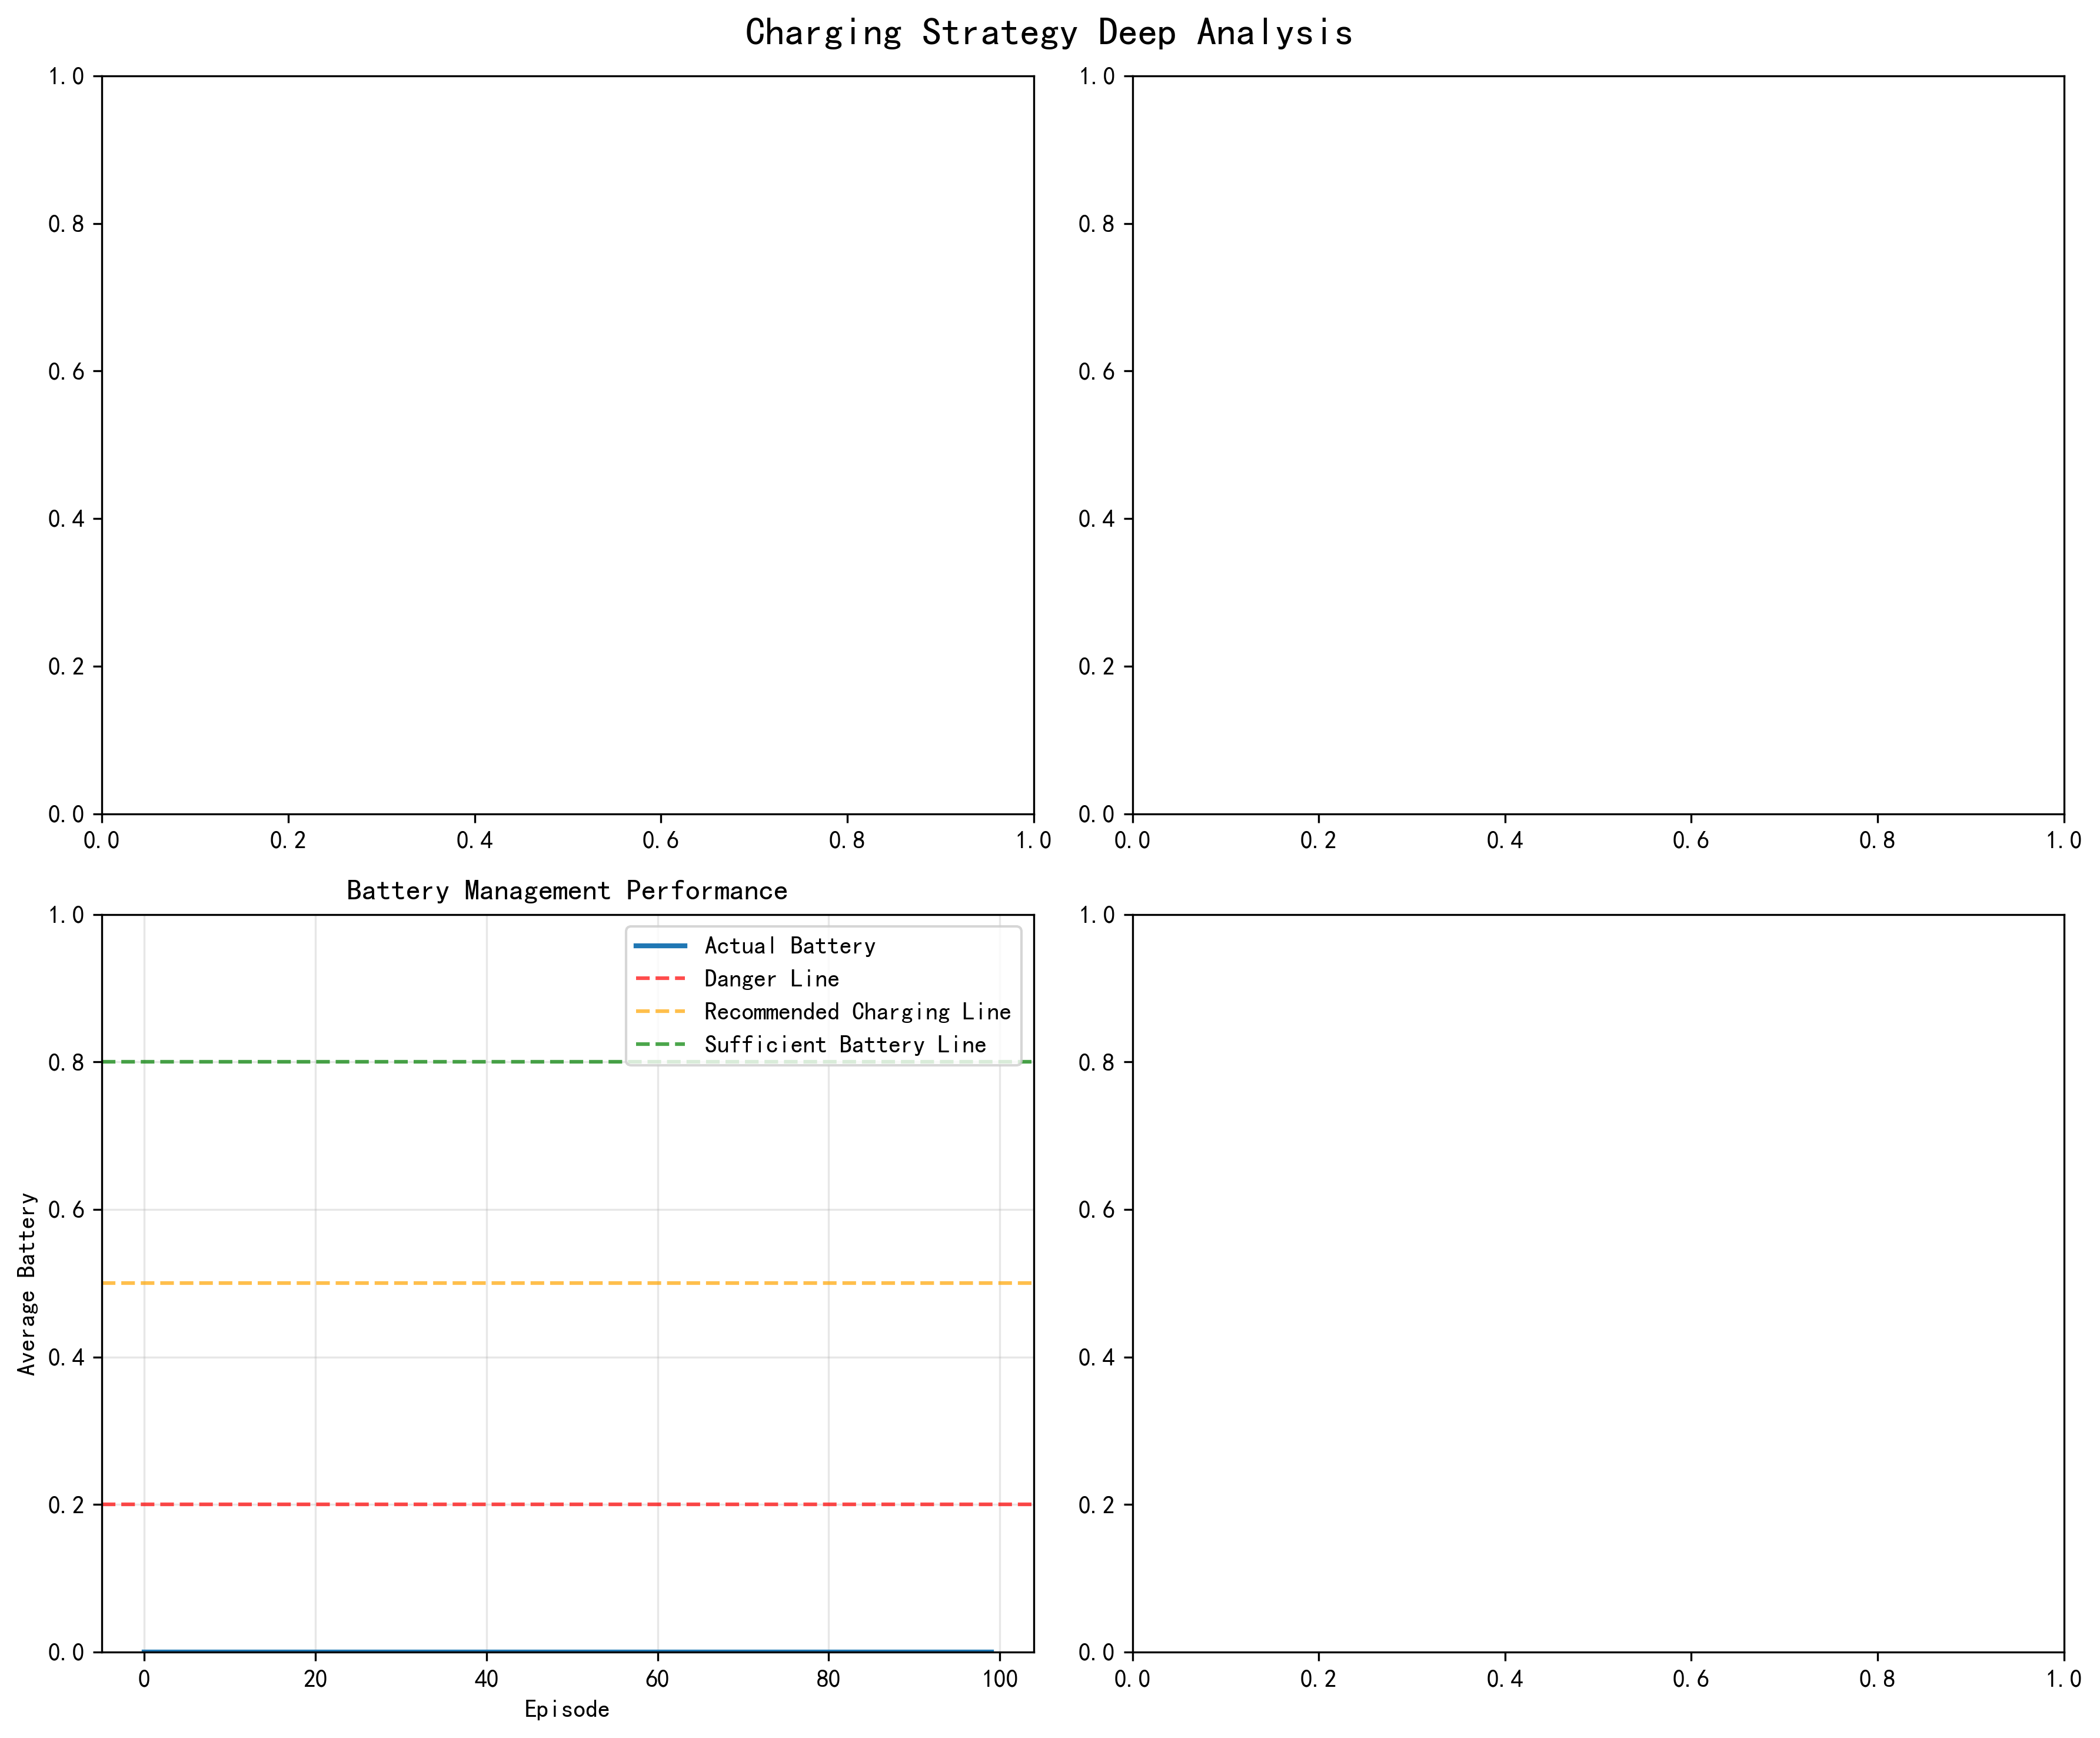 Charging Strategy Deep Analysis
1.0
0.8
0.6
0.4
0.2
0.0
0.0 0.2 0.4 0.6 0.8 1.0
1.0
0.8
0.6
0.4
0.2
0.0
0.0 0.2 0.4 0.6 0.8 1.0
Battery Management Performance
Average Battery
1.0
0.8
0.6
0.4
0.2
0.0
Actual Battery
Danger Line
Recommended Charging Line
Sufficient Battery Line
0 20 40 60 80 100
Episode
1.0
0.8
0.6
0.4
0.2
0.0
0.0 0.2 0.4 0.6 0.8 1.0